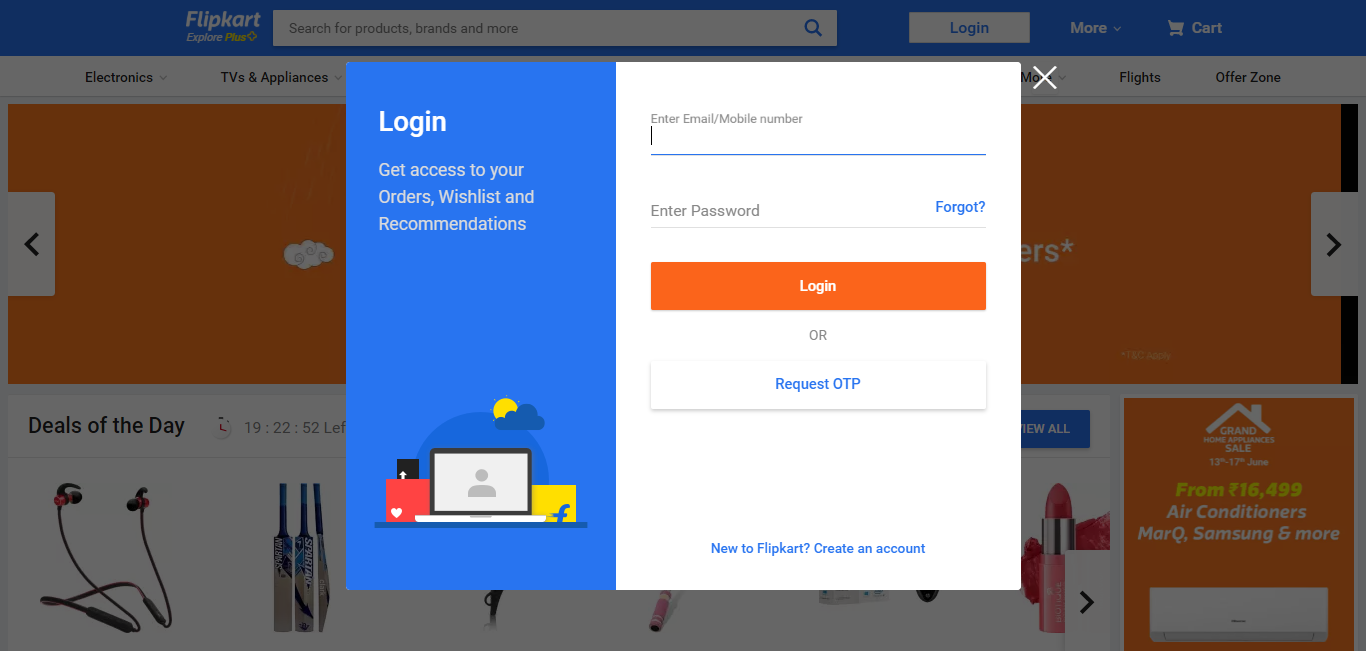 Flipkart
Explore Plus
Search for products, brands and more
Login
More
Cart
Electronics
TVs & Appliances
More
Flights
Offer Zone
Login
Get access to your
Orders, Wishlist and
Recommendations
Enter Email/Mobile number
Enter Password
Forgot?
Login
OR
Request OTP
New to Flipkart? Create an account
ers*
*T&C Apply
Deals of the Day
19 : 22 : 52 Lef
VIEW ALL
SPARTAN
GRAND
HOME APPLIANCES
SALE
13th-17th June
From ₹16,499
Air Conditioners
MarQ, Samsung & more